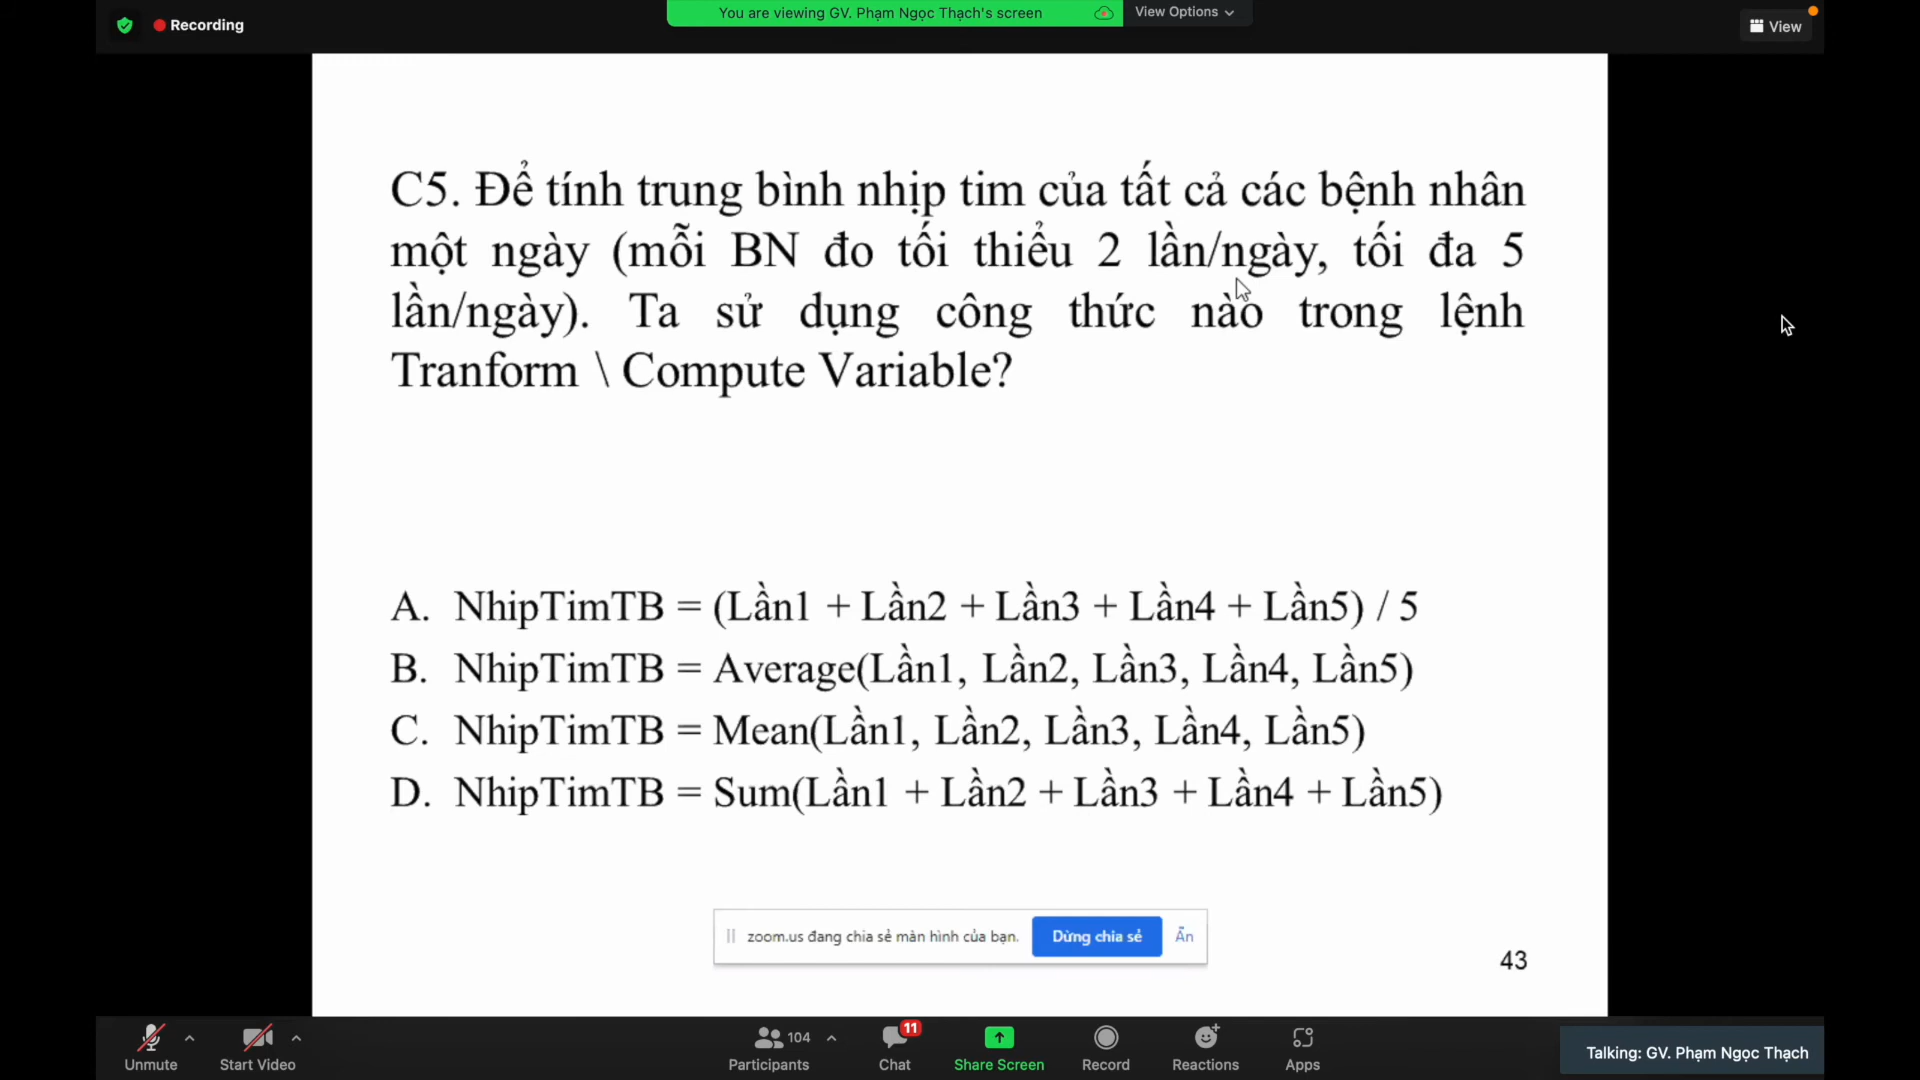 Recording
You are viewing GV. Phạm Ngọc Thạch's screen
View Options
View
C5. Để tính trung bình nhịp tim của tất cả các bệnh nhân
một ngày (mỗi BN đo tối thiểu 2 lần/ngày, tối đa 5
lần/ngày). Ta sử dụng công thức nào trong lệnh
Tranform \ Compute Variable?
A. NhipTimTB = (Lần1 + Lần2 + Lần3 + Lần4 + Lần5) / 5
B. NhipTimTB = Average(Lần1, Lần2, Lần3, Lần4, Lần5)
C. NhipTimTB = Mean(Lần1, Lần2, Lần3, Lần4, Lần5)
D. NhipTimTB = Sum(Lần1 + Lần2 + Lần3 + Lần4 + Lần5)
zoom.us đang chia sẻ màn hình của bạn. Dừng chia sẻ Ẩn
43
Unmute
Start Video
104
Participants
11
Chat
Share Screen
Record
Reactions
Apps
Talking: GV. Phạm Ngọc Thạch